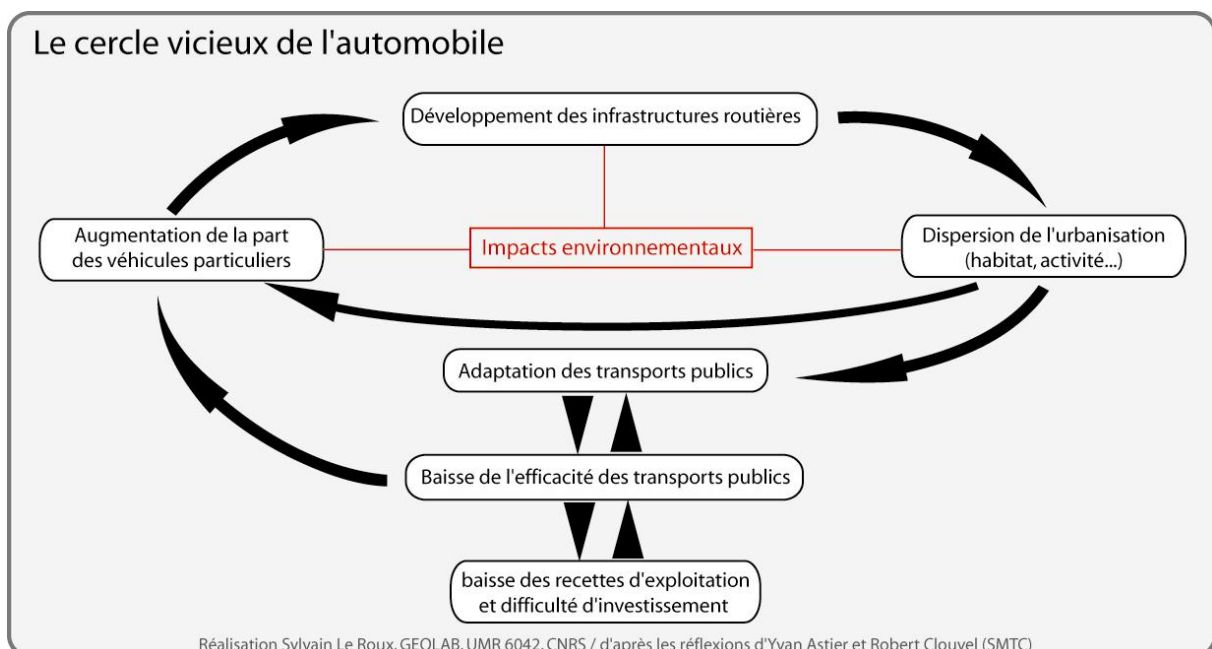 Le cercle vicieux de l'automobile
Développement des infrastructures routières
Augmentation de la part
des véhicules particuliers
Impacts environnementaux
Dispersion de l'urbanisation
(habitat, activité...)
Adaptation des transports publics
Baisse de l'efficacité des transports publics
baisse des recettes d'exploitation
et difficulté d'investissement
Réalisation Sylvain Le Roux, GEOLAB, UMR 6042, CNRS / d'après les réflexions d'Yvan Astier et Robert Clouvel (SMTC)